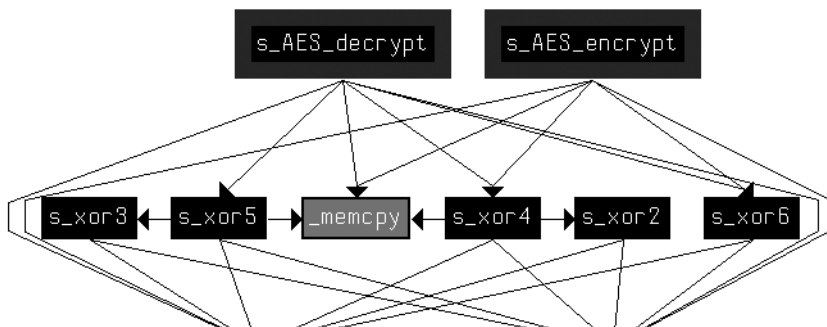 s_AES_decrypt
s_AES_encrypt
s_xor3
s_xor5
_memcpy
s_xor4
s_xor2
s_xor6